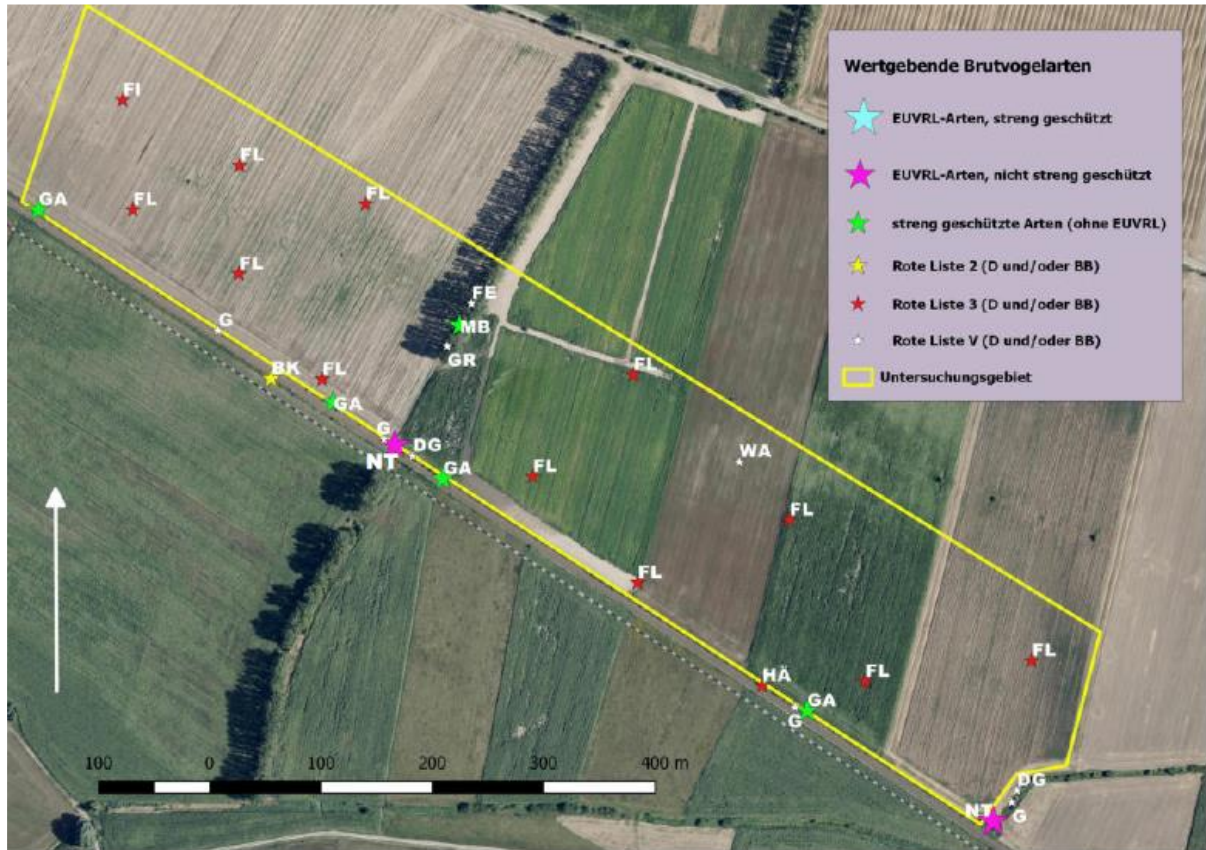 Wertgebende Brutvogelarten
EUVRL-Arten, streng geschützt
EUVRL-Arten, nicht streng geschützt
streng geschützte Arten (ohne EUVRL)
Rote Liste 2 (D und/oder BB)
Rote Liste 3 (D und/oder BB)
Rote Liste V (D und/oder BB)
Untersuchungsgebiet
FI
FL
FL
GA
FL
FL
FE
MB
GR
G
BK
FL
GA
G
NT
DG
GA
FL
FL
WA
FL
FL
HÄ
G
GA
FL
FL
DG
NT
G
100 0 100 200 300 400 m